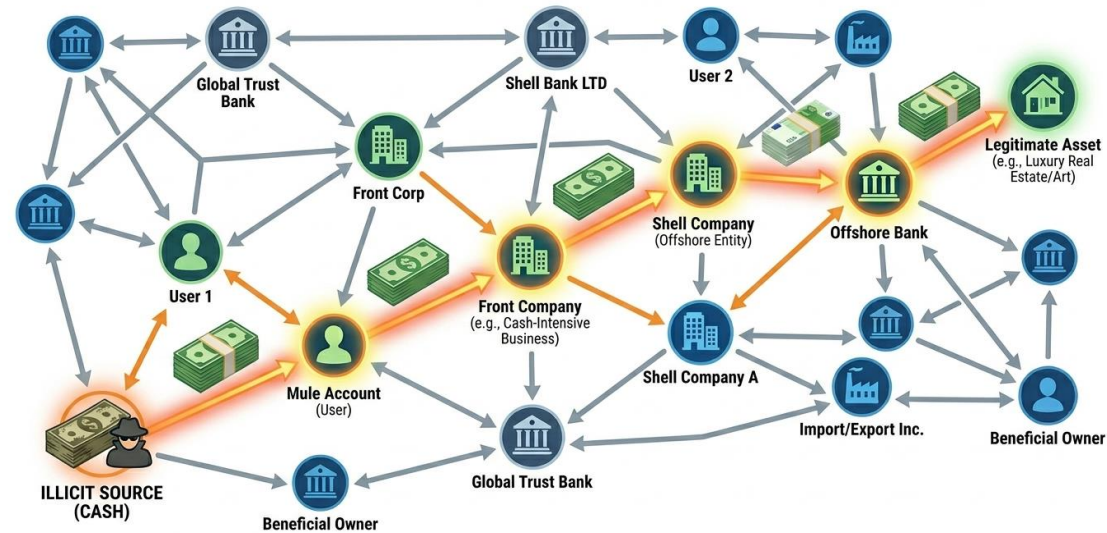 Global Trust
Bank
Shell Bank LTD
User 2
Legitimate Asset
(e.g., Luxury Real
Estate/Art)
Front Corp
Shell Company
(Offshore Entity)
Offshore Bank
User 1
Front Company
(e.g., Cash-Intensive
Business)
Mule Account
(User)
Shell Company A
Import/Export Inc.
Beneficial Owner
Global Trust Bank
ILLICIT SOURCE
(CASH)
Beneficial Owner